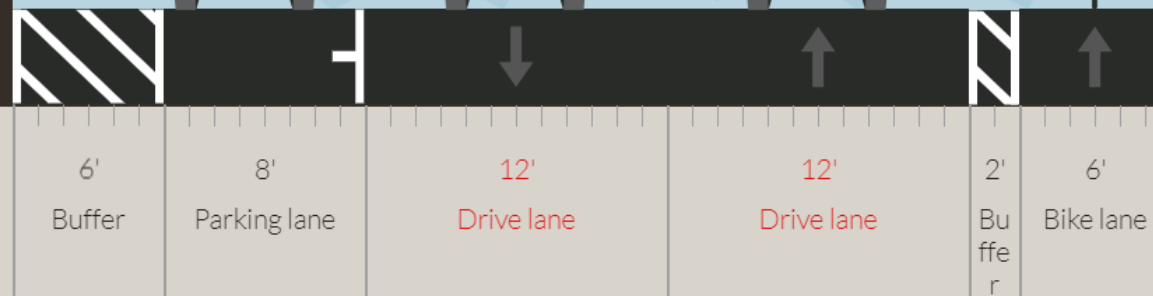 6' 8' 12' 12' 2' 6'
Buffer Parking lane Drive lane Drive lane Bu Bike lane
ffe
r